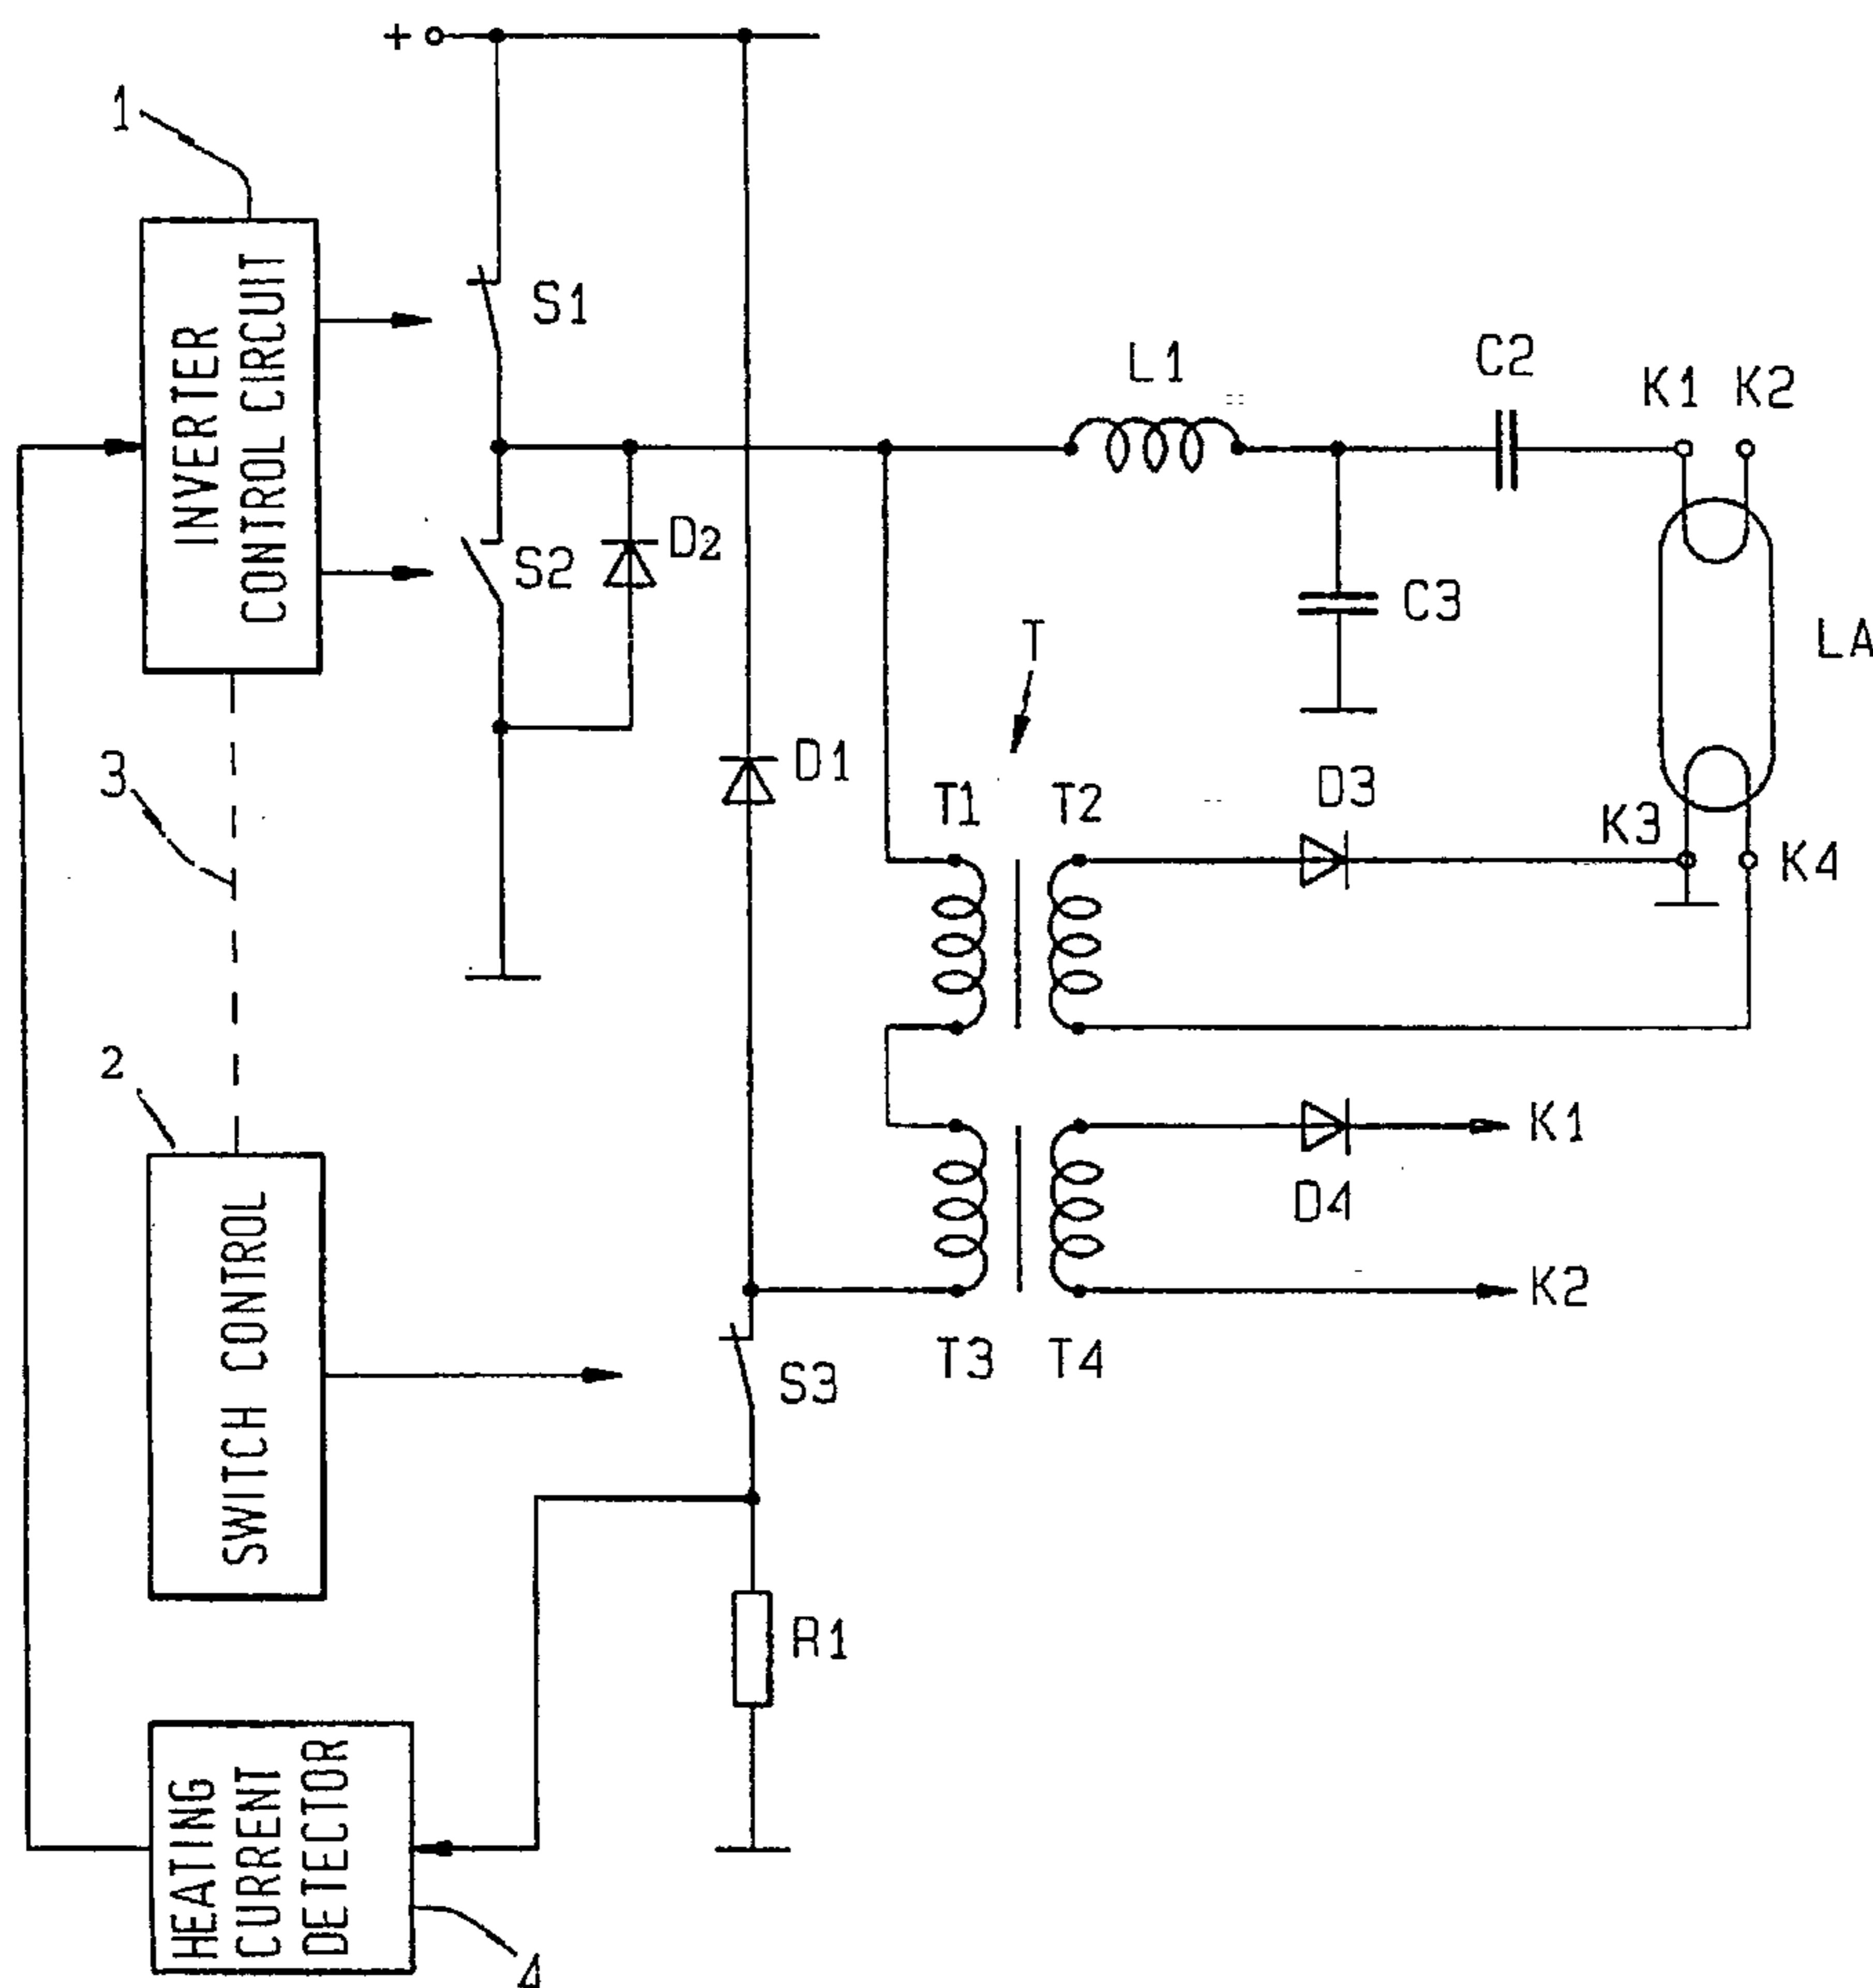 +
1
INVERTER
CONTROL CIRCUIT
S1
L1
C2
K1 K2
S2
D2
C3
LA
T
3
D1
T1 T2
D3
K3
K4
2
K1
D4
SWITCH CONTROL
K2
T3 T4
S3
R1
HEATING
CURRENT
DETECTOR
4